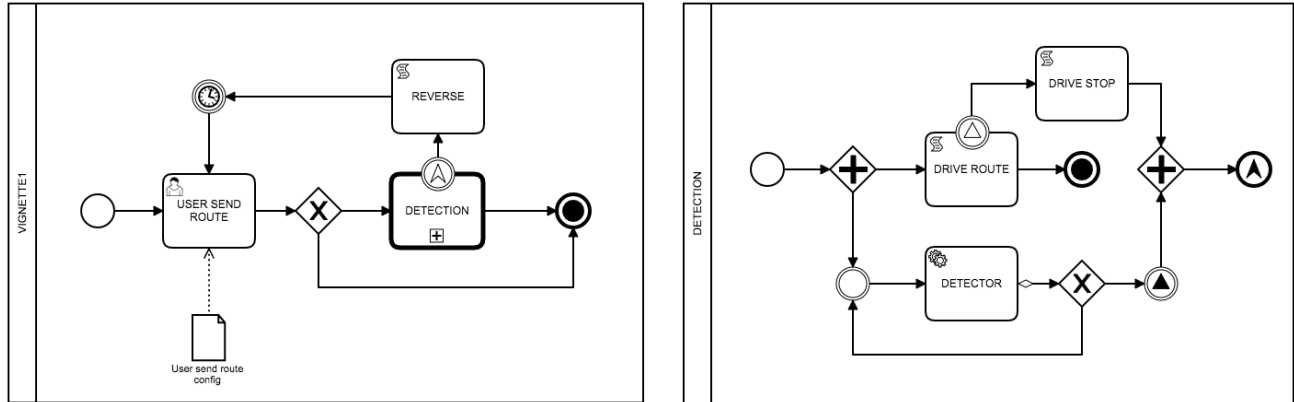 VIGNETTE1
REVERSE
USER SEND
ROUTE
DETECTION
User send route
config
DETECTION
DRIVE STOP
DRIVE ROUTE
DETECTOR